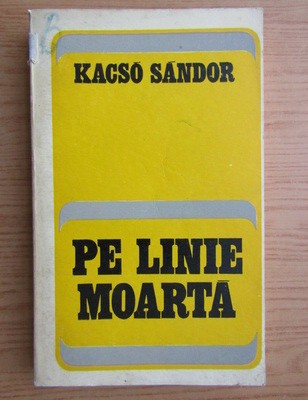 KACSÓ SÁNDOR
PE LINIE
MOARTĂ